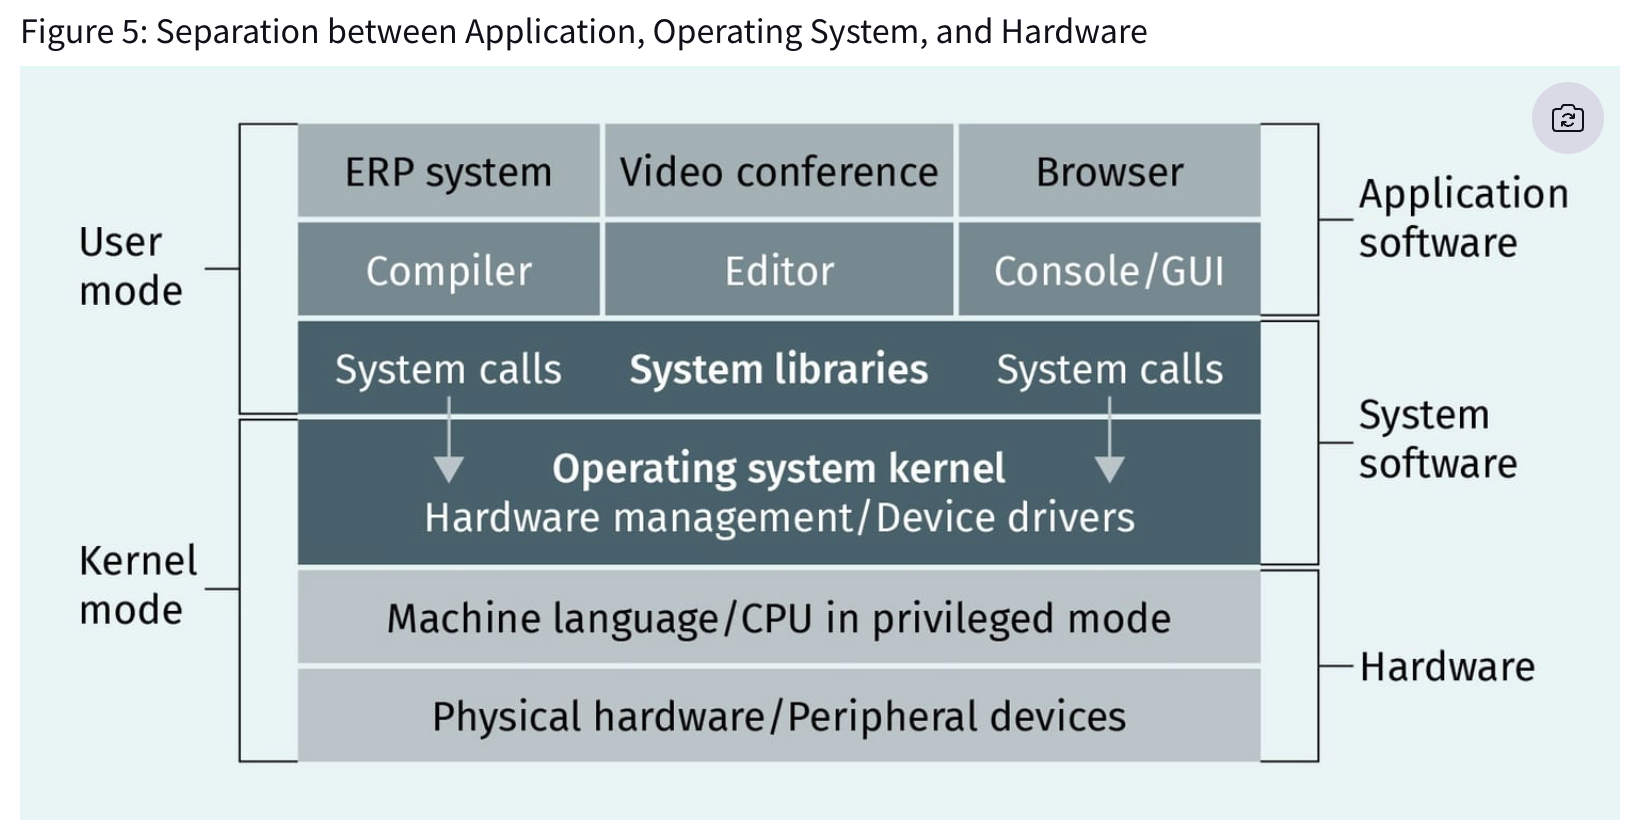 Figure 5: Separation between Application, Operating System, and Hardware
ERP system
Video conference
Browser
Application
software
User
mode
Compiler
Editor
Console/GUI
System calls
System libraries
System calls
System
software
Operating system kernel
Hardware management/Device drivers
Kernel
mode
Machine language/CPU in privileged mode
Hardware
Physical hardware/Peripheral devices